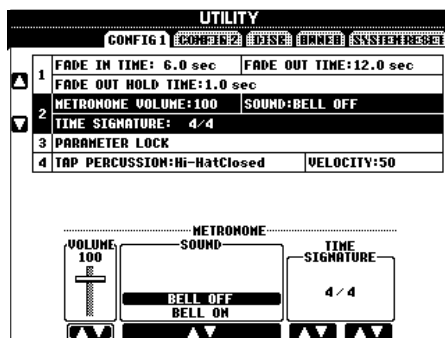 UTILITY
CONFIG 1 CONFIG 2 DISK SYSTEM RESET
1 FADE IN TIME: 6.0 sec FADE OUT TIME:12.0 sec
FADE OUT HOLD TIME:1.0 sec
2 METRONOME VOLUME:100 SOUND:BELL OFF
TIME SIGNATURE: 4/4
3 PARAMETER LOCK
4 TAP PERCUSSION:Hi-HatClosed VELOCITY:50
METRONOME
VOLUME SOUND TIME SIGNATURE
100
4/4
BELL OFF
BELL ON